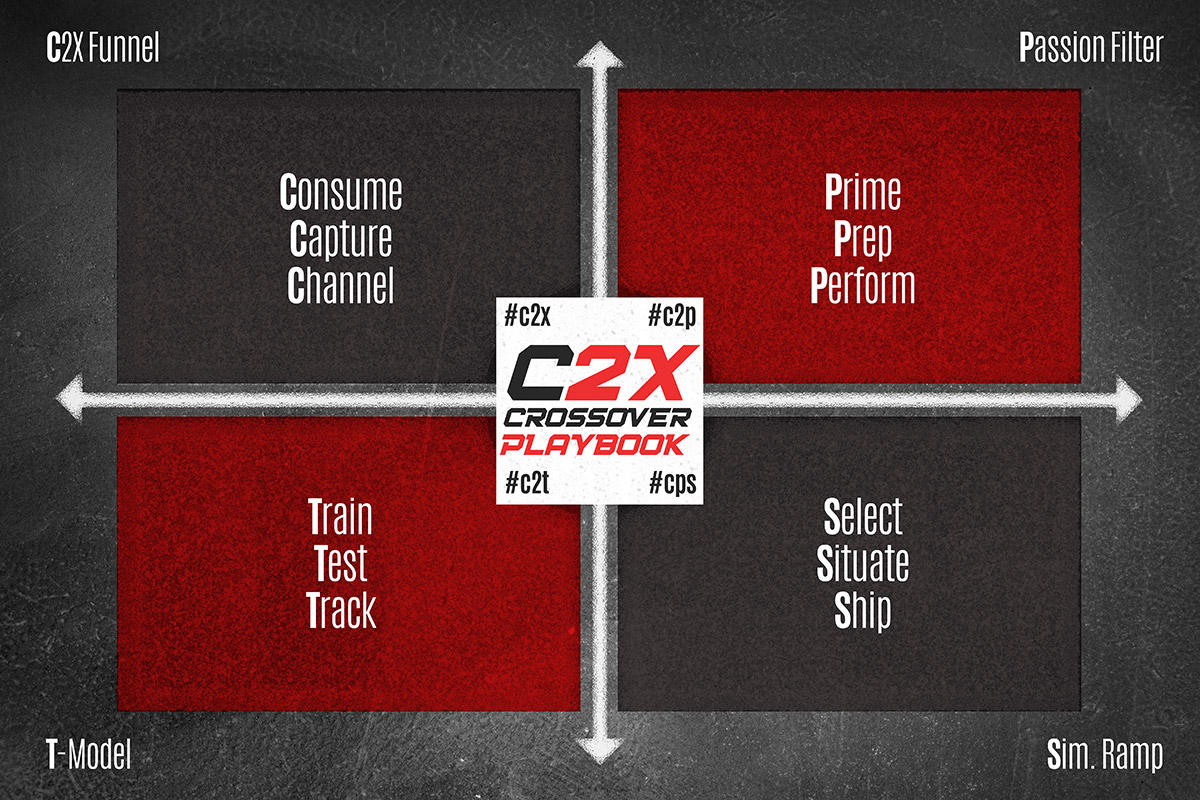 C2X Funnel
Passion Filter
Consume
Capture
Channel
Prime
Prep
Perform
#c2x
#c2p
C2X
CROSSOVER
PLAYBOOK
#c2t
#cps
Train
Test
Track
Select
Situate
Ship
T-Model
Sim. Ramp